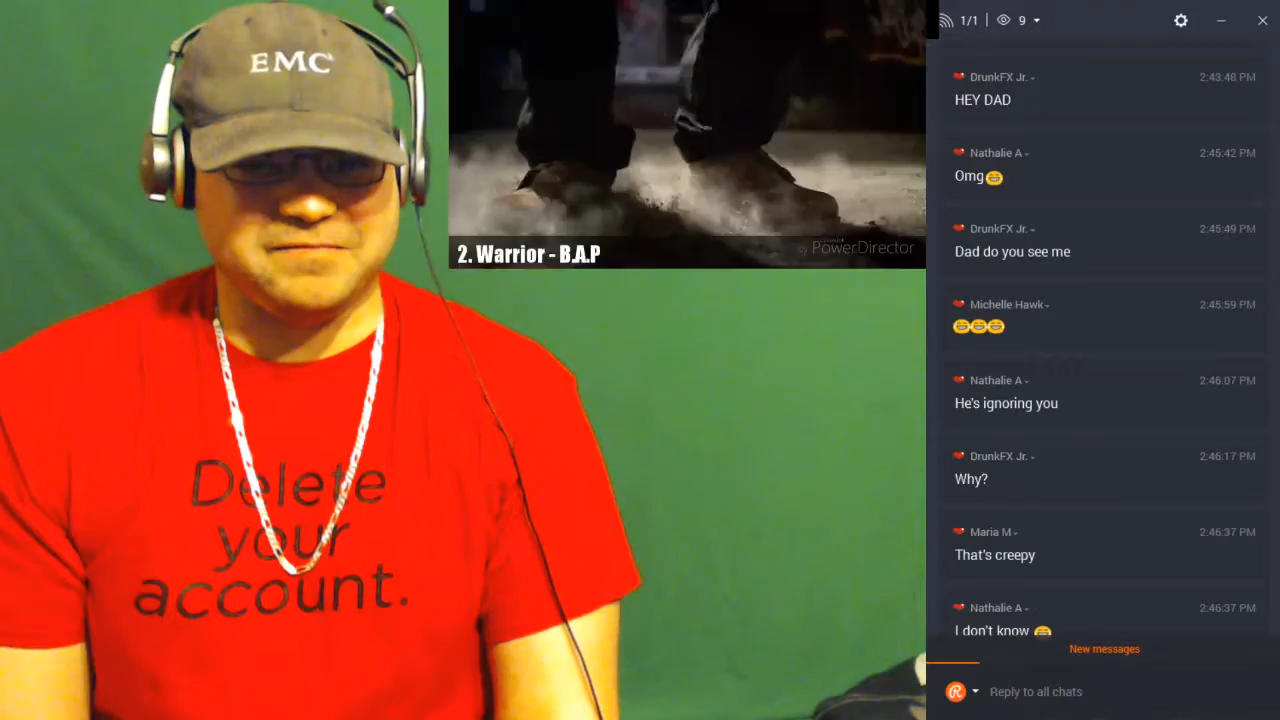 EMC
Delete
your
account.
2. Warrior - B.A.P
by PowerDirector
1/1 9
DrunkFX Jr. 2:43:48 PM
HEY DAD
Nathalie A 2:45:42 PM
Omg😂
DrunkFX Jr. 2:45:49 PM
Dad do you see me
Michelle Hawk 2:45:59 PM
😂😂😂
Nathalie A 2:46:07 PM
He's ignoring you
DrunkFX Jr. 2:46:17 PM
Why?
Maria M 2:46:37 PM
That's creepy
Nathalie A 2:46:37 PM
I don't know 😂
New messages
Reply to all chats